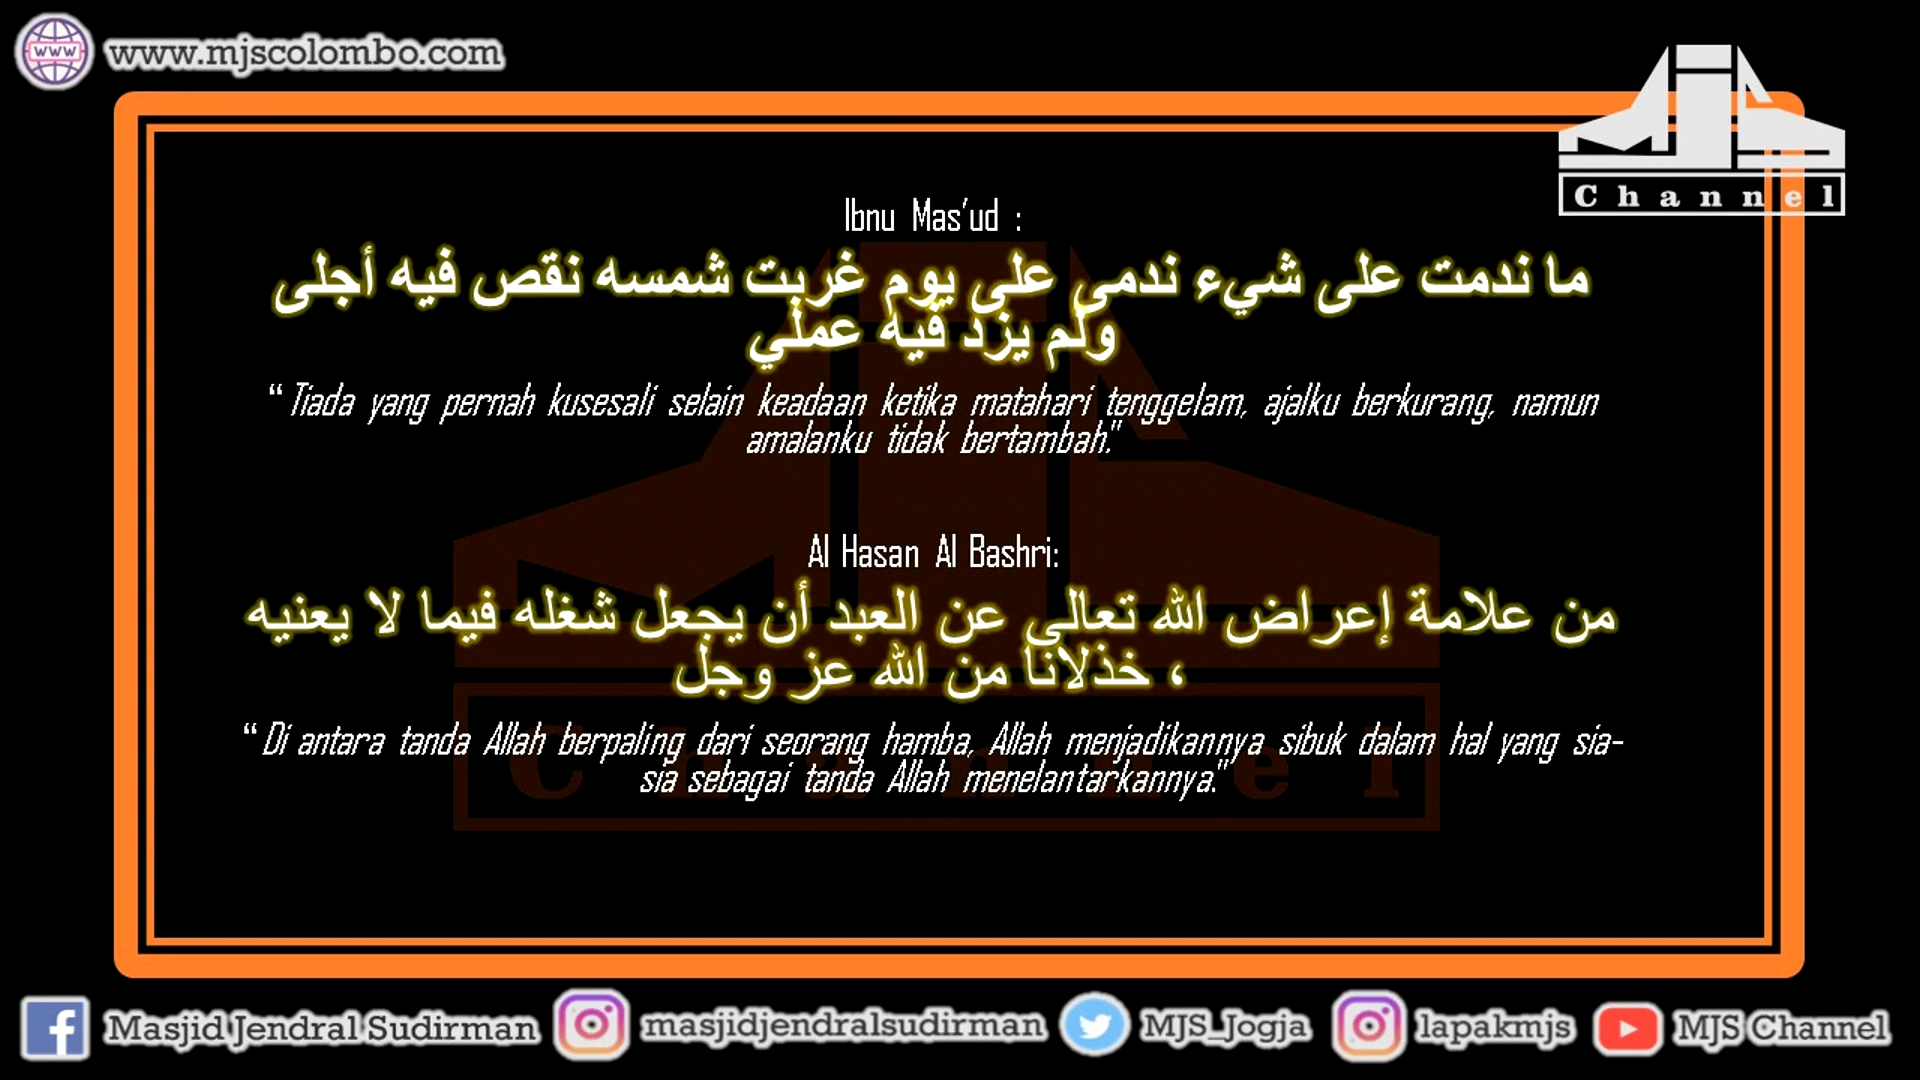 www.mjscolombo.com
MJS
Channel
Ibnu Mas'ud :
ما ندمت على شيء ندمى على يوم غربت شمسه نقص فيه أجلى
ولم يزد فيه عملي
“ Tiada yang pernah kusesali selain keadaan ketika matahari tenggelam, ajalku berkurang, namun
amalanku tidak bertambah."
Al Hasan Al Bashri:
من علامة إعراض الله تعالى عن العبد أن يجعل شغله فيما لا يعنيه
، خذلانا من الله عز وجل
“ Di antara tanda Allah berpaling dari seorang hamba, Allah menjadikannya sibuk dalam hal yang sia-
sia sebagai tanda Allah menelantarkannya."
Channel
Masjid Jendral Sudirman masjidjendralsudirman MJS_Jogja lapakmjs MJS Channel